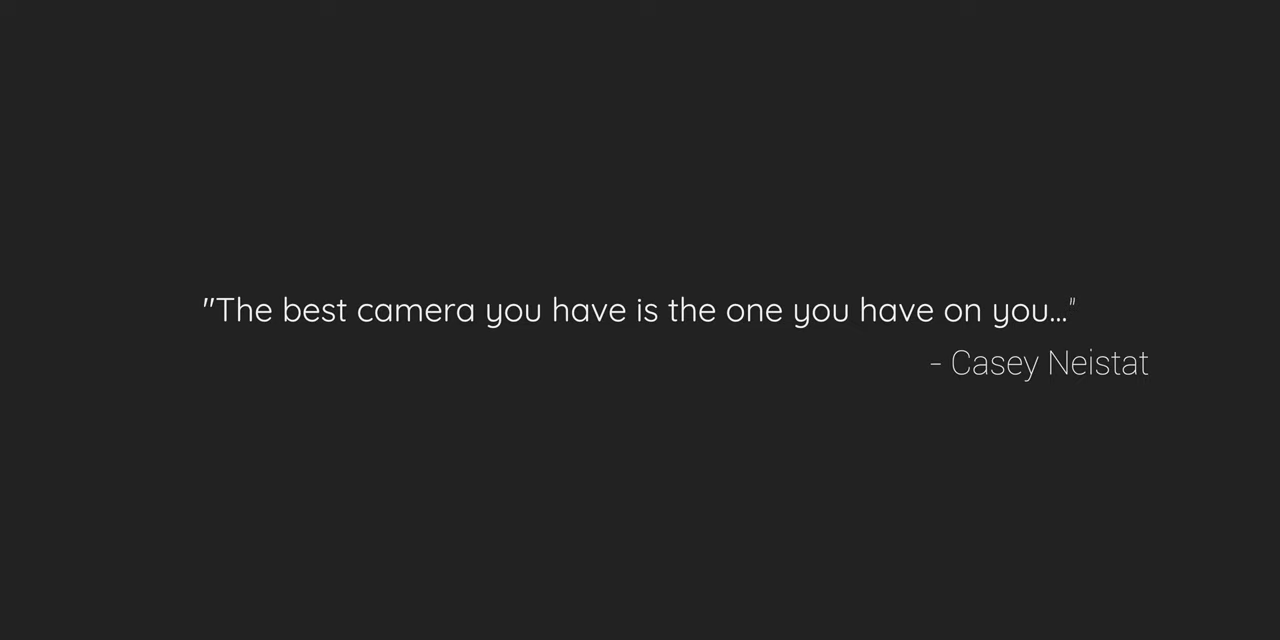 "The best camera you have is the one you have on you..."
- Casey Neistat